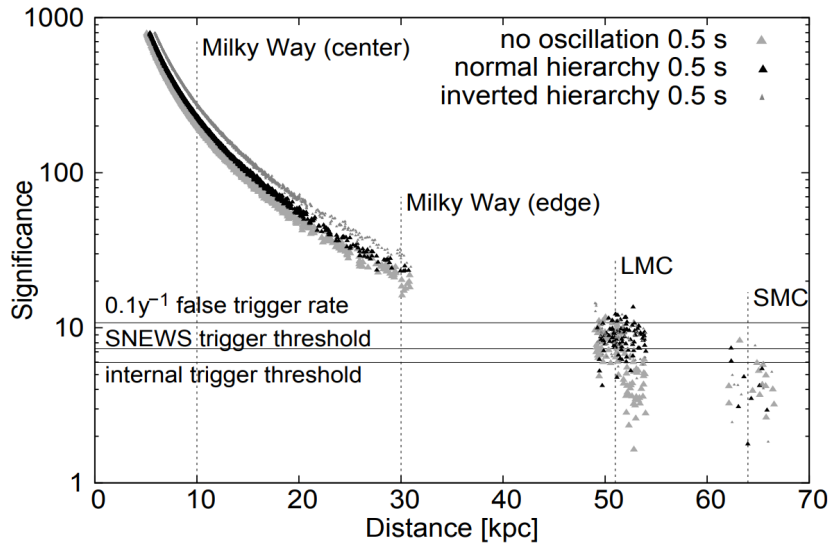 1000
100
10
1
Significance
Milky Way (center)
no oscillation 0.5 s
normal hierarchy 0.5 s
inverted hierarchy 0.5 s
Milky Way (edge)
LMC
SMC
0.1y⁻¹ false trigger rate
SNEWS trigger threshold
internal trigger threshold
0 10 20 30 40 50 60 70
Distance [kpc]